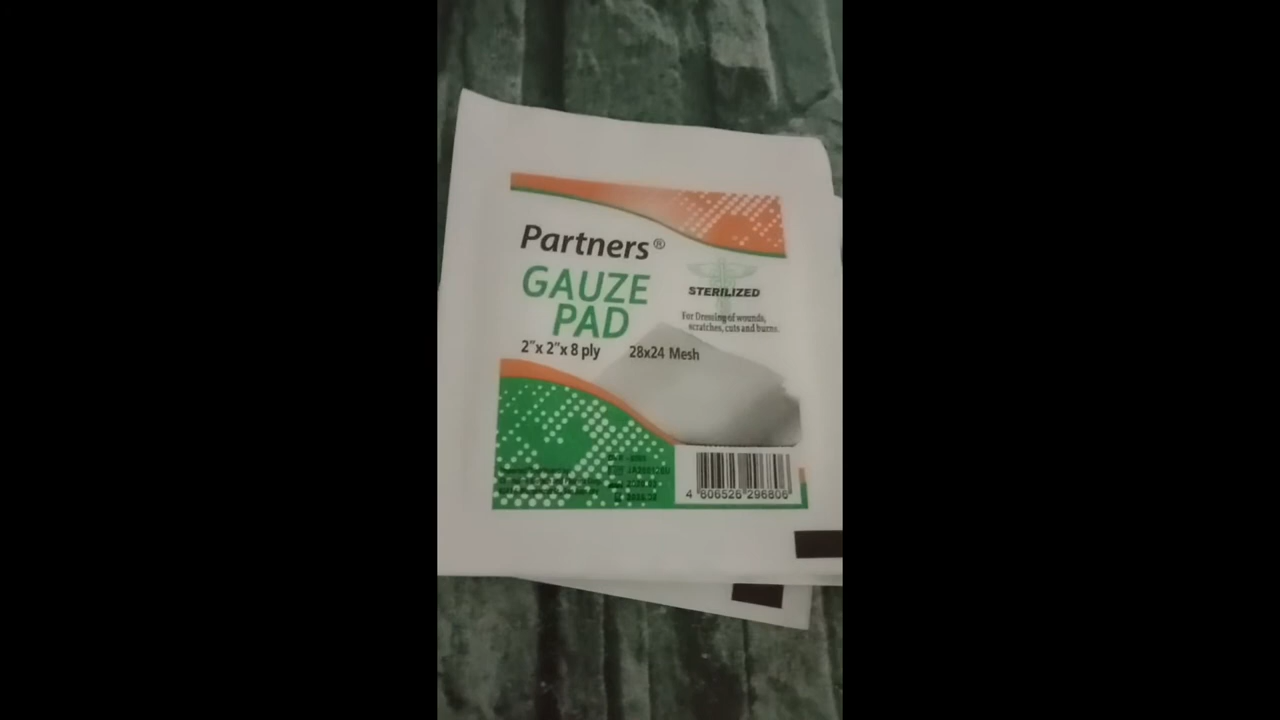 Partners®
GAUZE
PAD
2"x 2"x 8 ply
28x24 Mesh
STERILIZED
For Dressing of wounds,
scratches, cuts and burns.
4 806526 296806